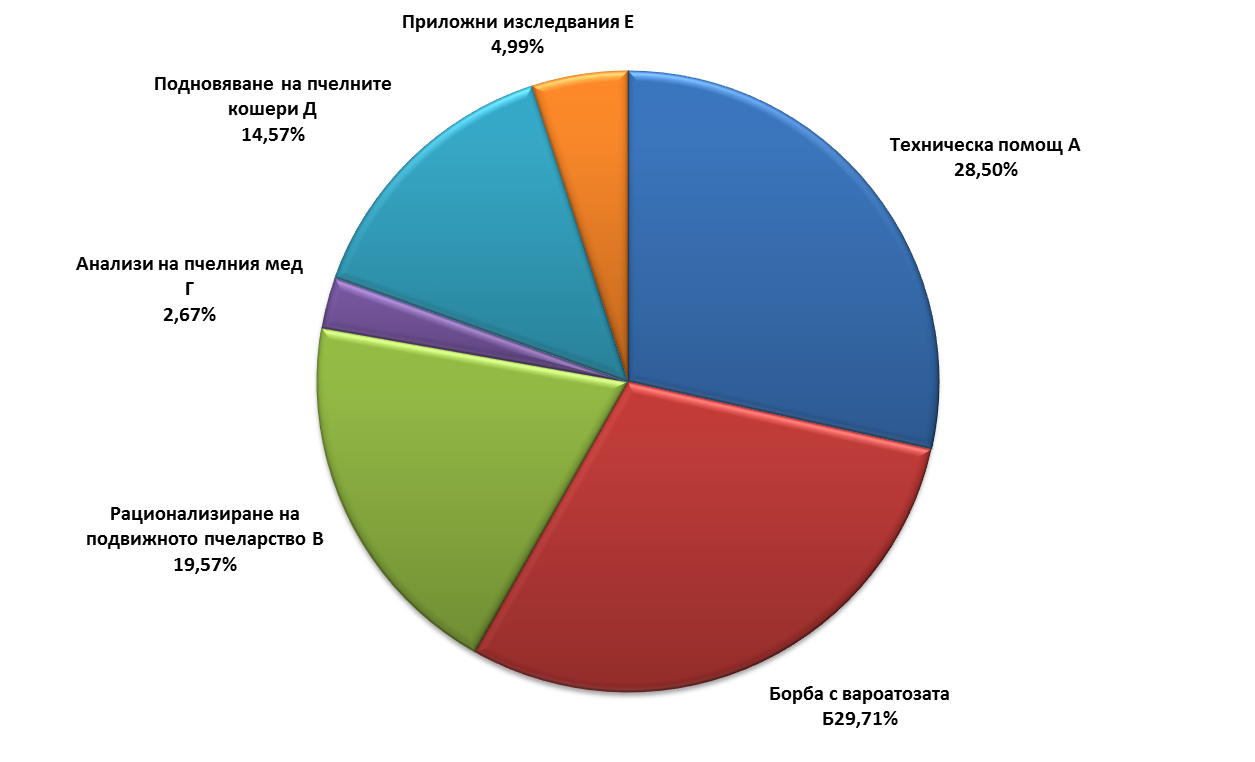 Приложни изследвания Е
4,99%
Подновяване на пчелните
кошери Д
14,57%
Техническа помощ А
28,50%
Анализи на пчелния мед
Г
2,67%
Рационализиране на
подвижното пчеларство В
19,57%
Борба с вароатозата
Б29,71%